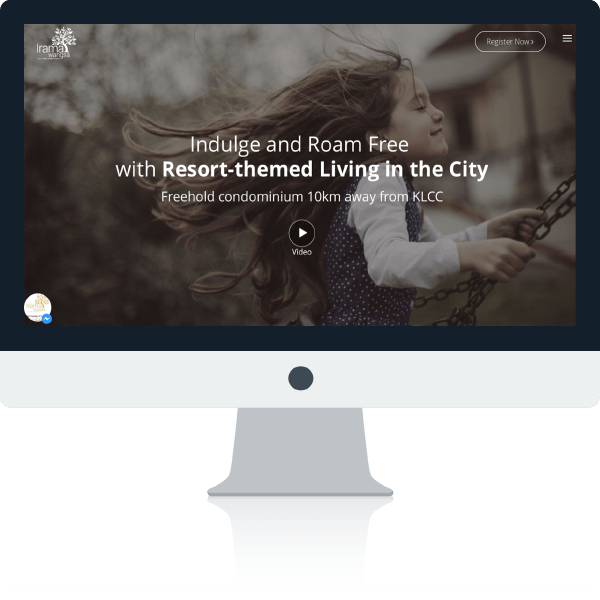 Irama
wangsa
Register Now ›
Indulge and Roam Free
with Resort-themed Living in the City
Freehold condominium 10km away from KLCC
Video